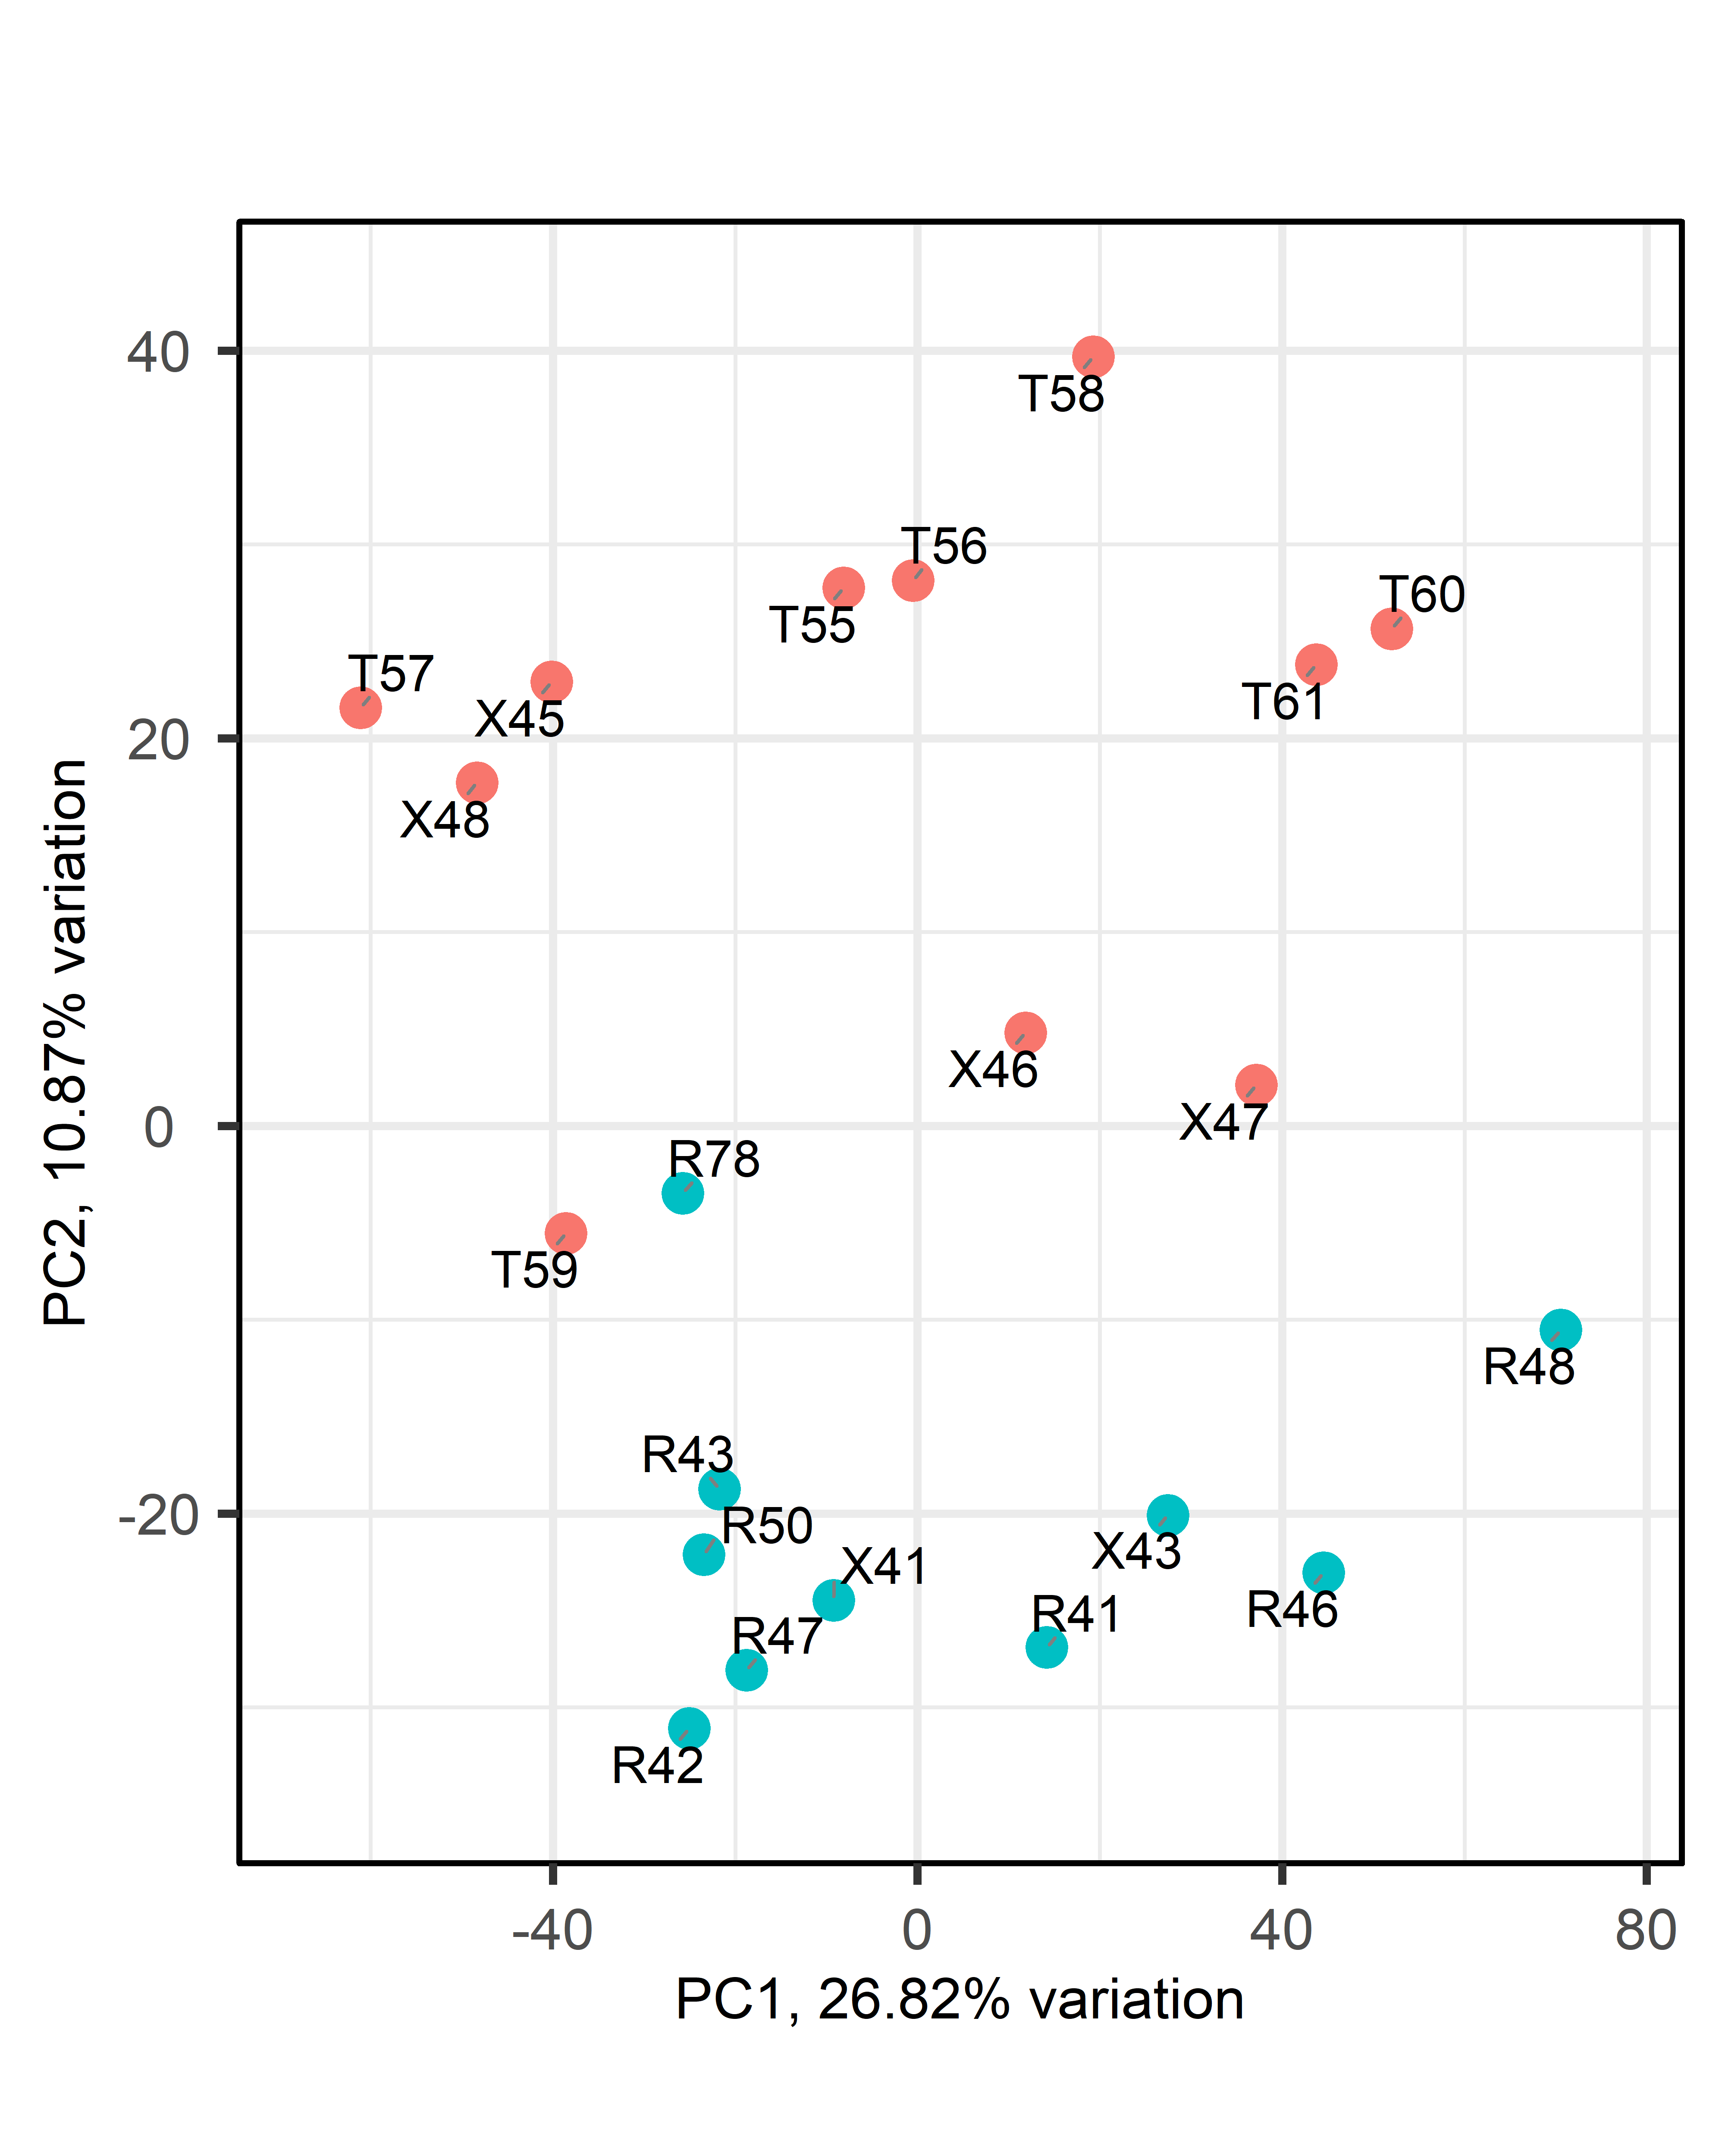 40
T58
T56
T60
T55
T57
T61
X45
20
X48
X46
X47
0
R78
T59
R48
R43
-20
R50
X43
X41
R46
R41
R47
R42
-40
0
40
80
PC1, 26.82% variation
PC2, 10.87% variation